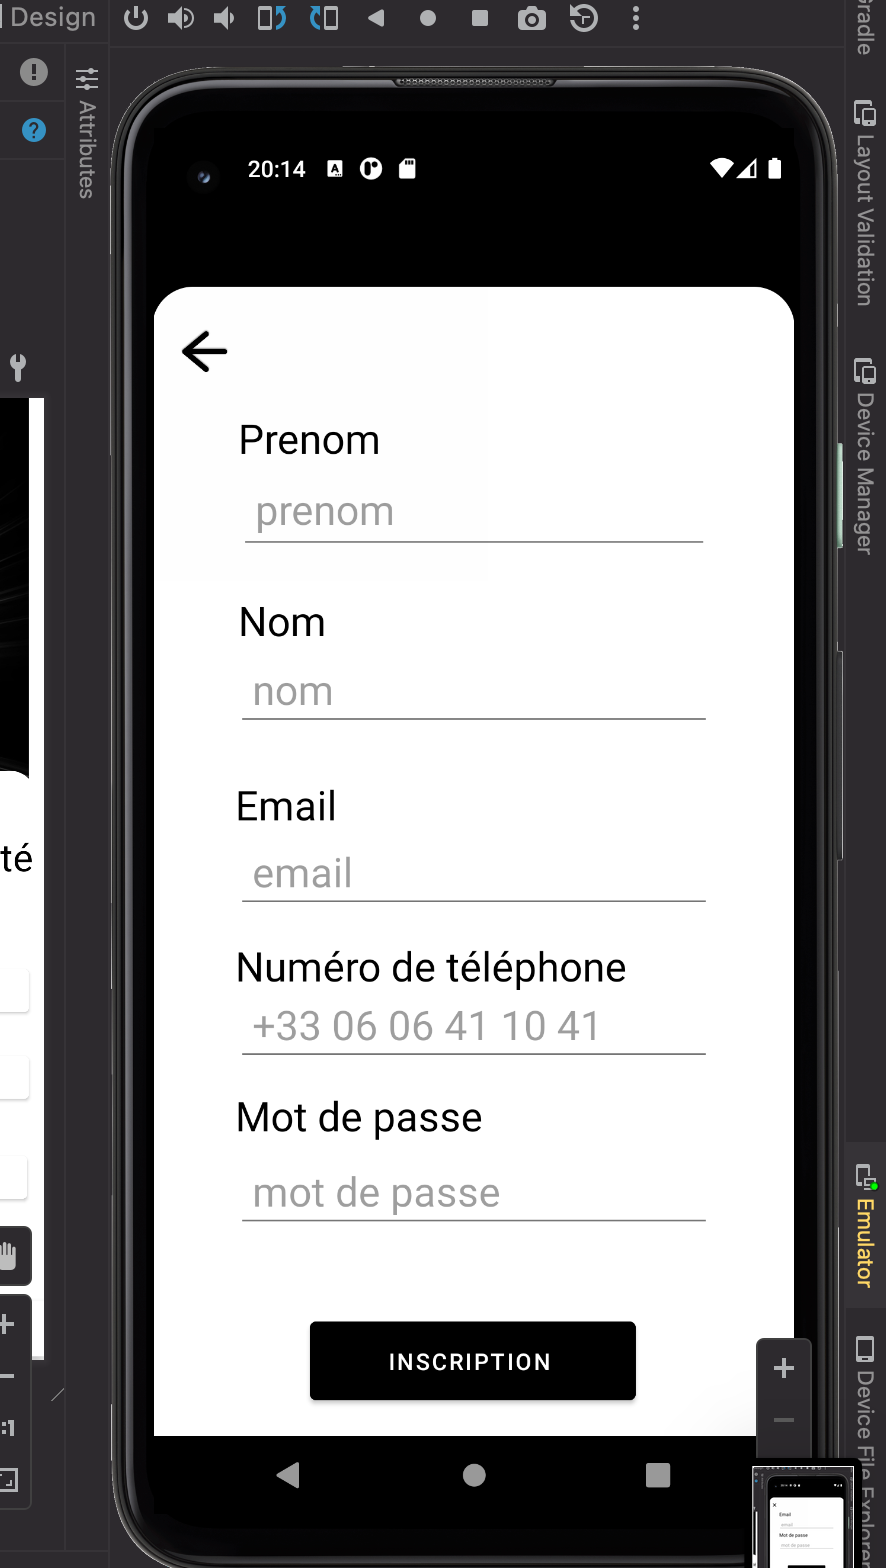 Design
Gradle
Attributes
Layout Validation
20:14
Device Manager
Prenom
prenom
Nom
nom
Email
té
email
Numéro de téléphone
+33 06 06 41 10 41
Mot de passe
mot de passe
Emulator
INSCRIPTION
:1
Device File Explorer
Email
email
Mot de passe
mot de passe